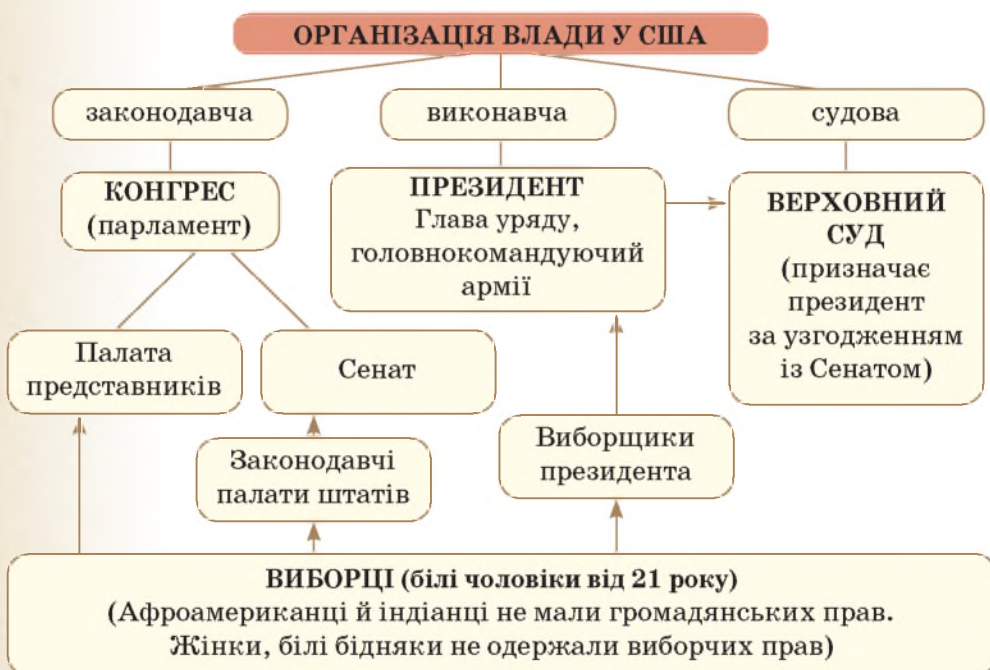 ОРГАНІЗАЦІЯ ВЛАДИ У США
законодавча
виконавча
судова
КОНГРЕС
(парламент)
ПРЕЗИДЕНТ
Глава уряду,
головнокомандуючий
армії
ВЕРХОВНИЙ
СУД
(призначає
президент
за узгодженням
із Сенатом)
Палата
представників
Сенат
Законодавчі
палати штатів
Виборщики
президента
ВИБОРЦІ (білі чоловіки від 21 року)
(Афроамериканці й індіанці не мали громадянських прав.
Жінки, білі бідняки не одержали виборчих прав)